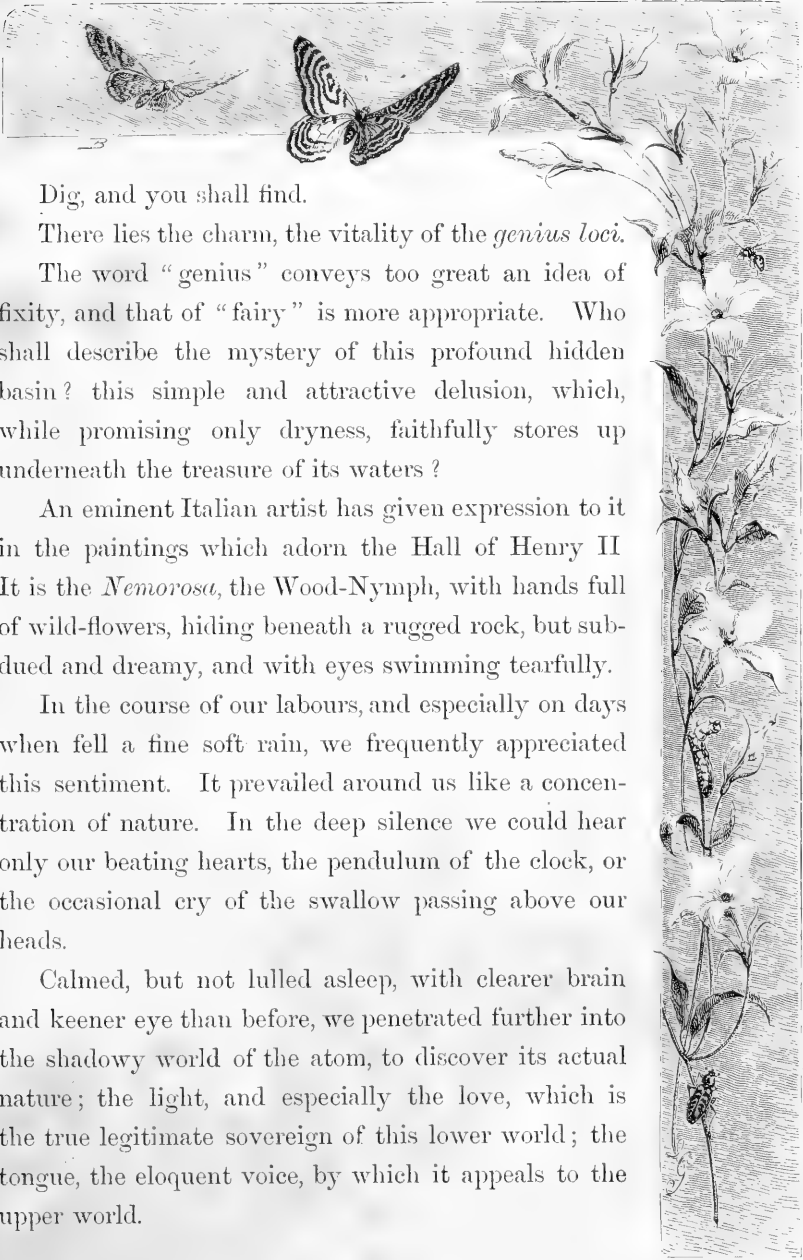 Dig, and you shall find.
There lies the charm, the vitality of the genius loci.
The word “genius” conveys too great an idea of
fixity, and that of “fairy” is more appropriate. Who
shall describe the mystery of this profound hidden
basin? this simple and attractive delusion, which,
while promising only dryness, faithfully stores up
underneath the treasure of its waters?
An eminent Italian artist has given expression to it
in the paintings which adorn the Hall of Henry II
It is the Nemorosa, the Wood-Nymph, with hands full
of wild-flowers, hiding beneath a rugged rock, but sub-
dued and dreamy, and with eyes swimming tearfully.
In the course of our labours, and especially on days
when fell a fine soft rain, we frequently appreciated
this sentiment. It prevailed around us like a concen-
tration of nature. In the deep silence we could hear
only our beating hearts, the pendulum of the clock, or
the occasional cry of the swallow passing above our
heads.
Calmed, but not lulled asleep, with clearer brain
and keener eye than before, we penetrated further into
the shadowy world of the atom, to discover its actual
nature; the light, and especially the love, which is
the true legitimate sovereign of this lower world; the
tongue, the eloquent voice, by which it appeals to the
upper world.